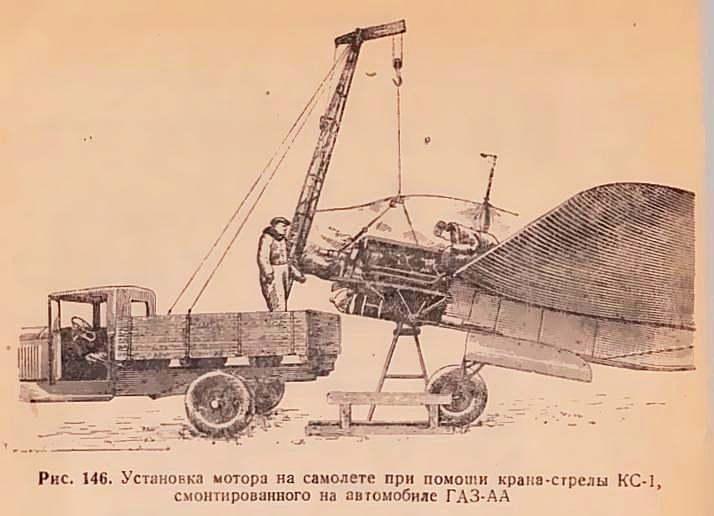 Рис. 146. Установка мотора на самолете при помощи крана-стрелы КС-1,
смонтированного на автомобиле ГАЗ-АА